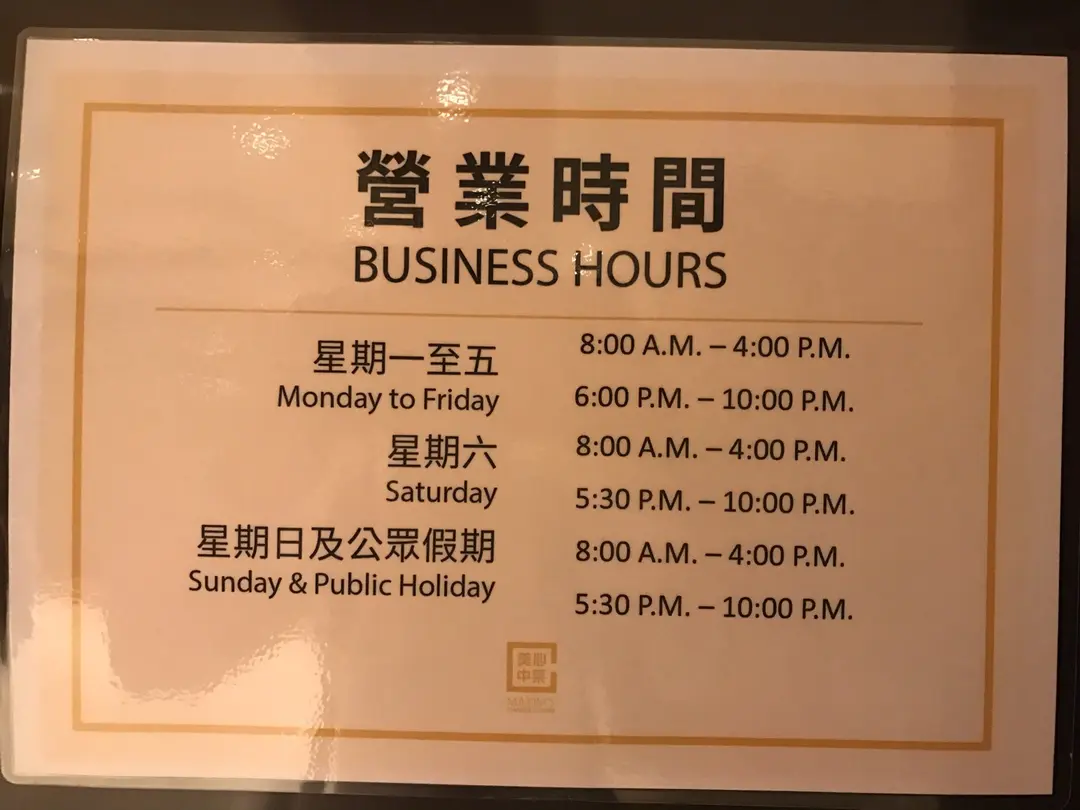 營業時間
BUSINESS HOURS
星期一至五
Monday to Friday
8:00 A.M. – 4:00 P.M.
6:00 P.M. – 10:00 P.M.
星期六
Saturday
8:00 A.M. – 4:00 P.M.
5:30 P.M. – 10:00 P.M.
星期日及公眾假期
Sunday & Public Holiday
8:00 A.M. – 4:00 P.M.
5:30 P.M. – 10:00 P.M.
美心
中菜